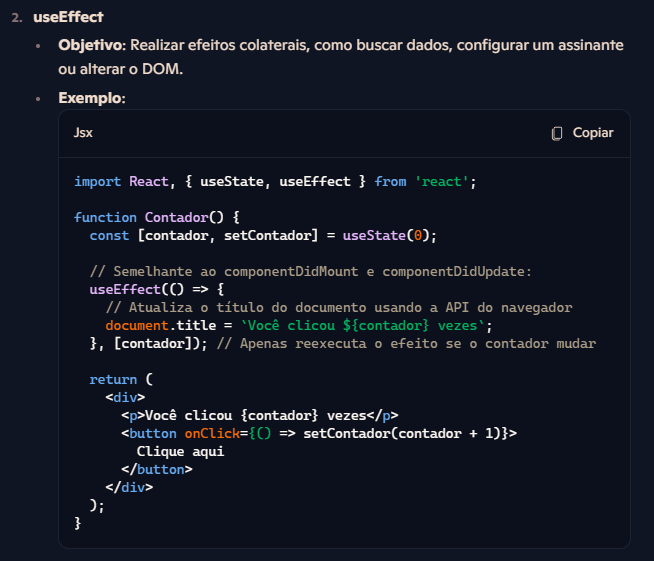 2. useEffect
• Objetivo: Realizar efeitos colaterais, como buscar dados, configurar um assinante
ou alterar o DOM.
• Exemplo:
Jsx Copiar
import React, { useState, useEffect } from 'react';
function Contador() {
  const [contador, setContador] = useState(0);
  // Semelhante ao componentDidMount e componentDidUpdate:
  useEffect(() => {
    // Atualiza o título do documento usando a API do navegador
    document.title = `Você clicou ${contador} vezes`;
  }, [contador]); // Apenas reexecuta o efeito se o contador mudar
  return (
    <div>
      <p>Você clicou {contador} vezes</p>
      <button onClick={() => setContador(contador + 1)}>
        Clique aqui
      </button>
    </div>
  );
}